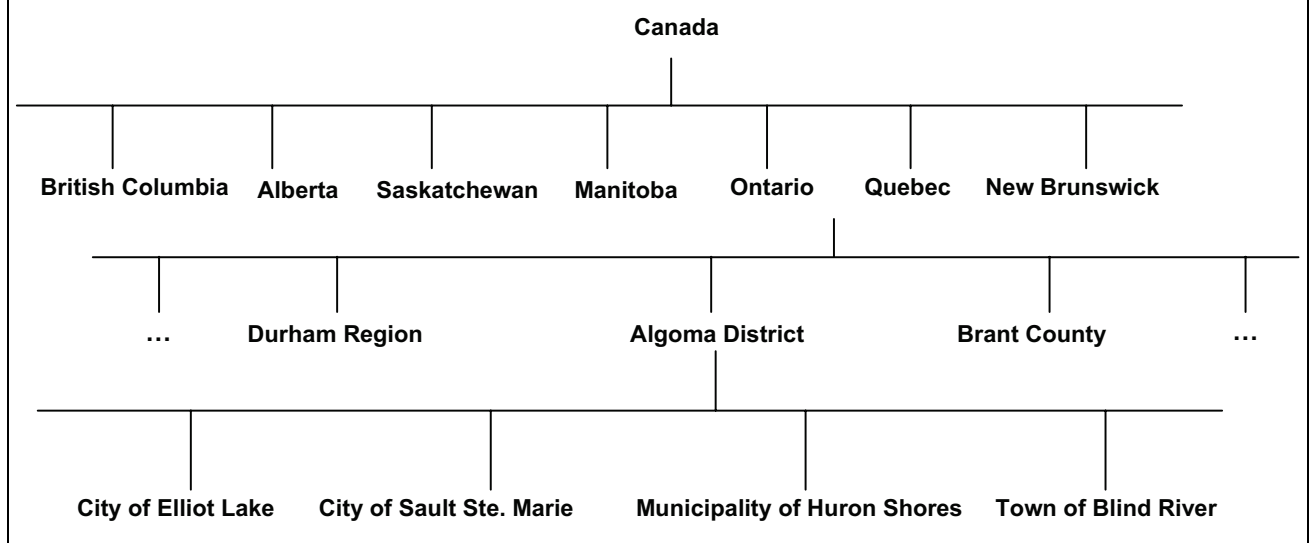 Canada
British Columbia Alberta Saskatchewan Manitoba Ontario Quebec New Brunswick
... Durham Region Algoma District Brant County ...
City of Elliot Lake City of Sault Ste. Marie Municipality of Huron Shores Town of Blind River